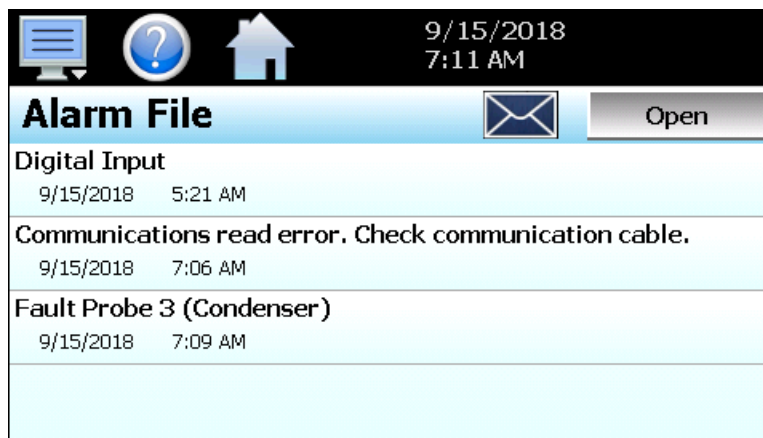 9/15/2018
7:11 AM
Alarm File
Open
Digital Input
9/15/2018 5:21 AM
Communications read error. Check communication cable.
9/15/2018 7:06 AM
Fault Probe 3 (Condenser)
9/15/2018 7:09 AM